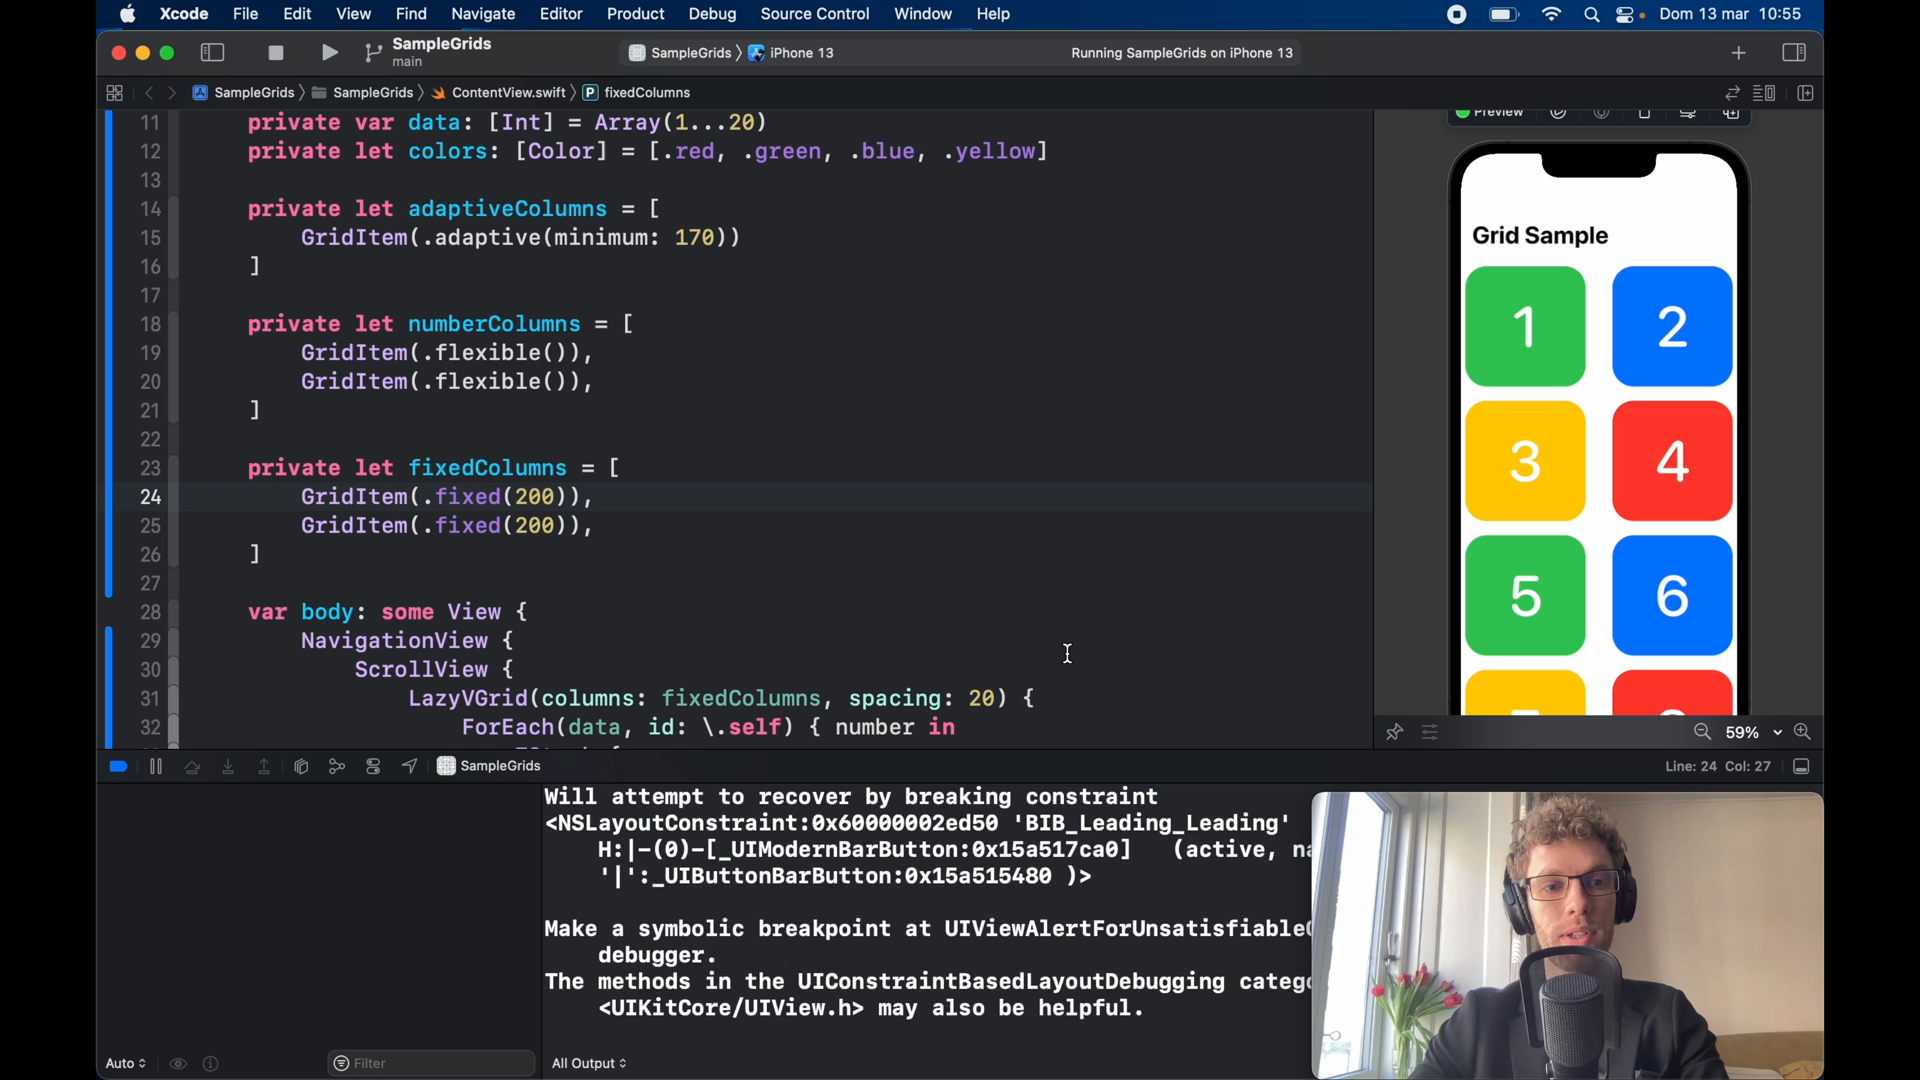 Xcode File Edit View Find Navigate Editor Product Debug Source Control Window Help Dom 13 mar 10:55
SampleGrids
main
SampleGrids iPhone 13 Running SampleGrids on iPhone 13
SampleGrids SampleGrids ContentView.swift P fixedColumns
Preview
11 private var data: [Int] = Array(1...20)
12 private let colors: [Color] = [.red, .green, .blue, .yellow]
13
14 private let adaptiveColumns = [
15 GridItem(.adaptive(minimum: 170))
16 ]
17
18 private let numberColumns = [
19 GridItem(.flexible()),
20 GridItem(.flexible()),
21 ]
22
23 private let fixedColumns = [
24 GridItem(.fixed(200)),
25 GridItem(.fixed(200)),
26 ]
27
28 var body: some View {
29 NavigationView {
30 ScrollView {
31 LazyVGrid(columns: fixedColumns, spacing: 20) {
32 ForEach(data, id: \.self) { number in
Grid Sample
1 2
3 4
5 6
59%
SampleGrids
Line: 24 Col: 27
Will attempt to recover by breaking constraint
<NSLayoutConstraint:0x60000002ed50 'BIB_Leading_Leading'
H:|-(0)-[_UIModernBarButton:0x15a517ca0] (active, na
'|':_UIButtonBarButton:0x15a515480 )>
Make a symbolic breakpoint at UIViewAlertForUnsatisfiable
debugger.
The methods in the UIConstraintBasedLayoutDebugging catego
<UIKitCore/UIView.h> may also be helpful.
Auto Filter All Output